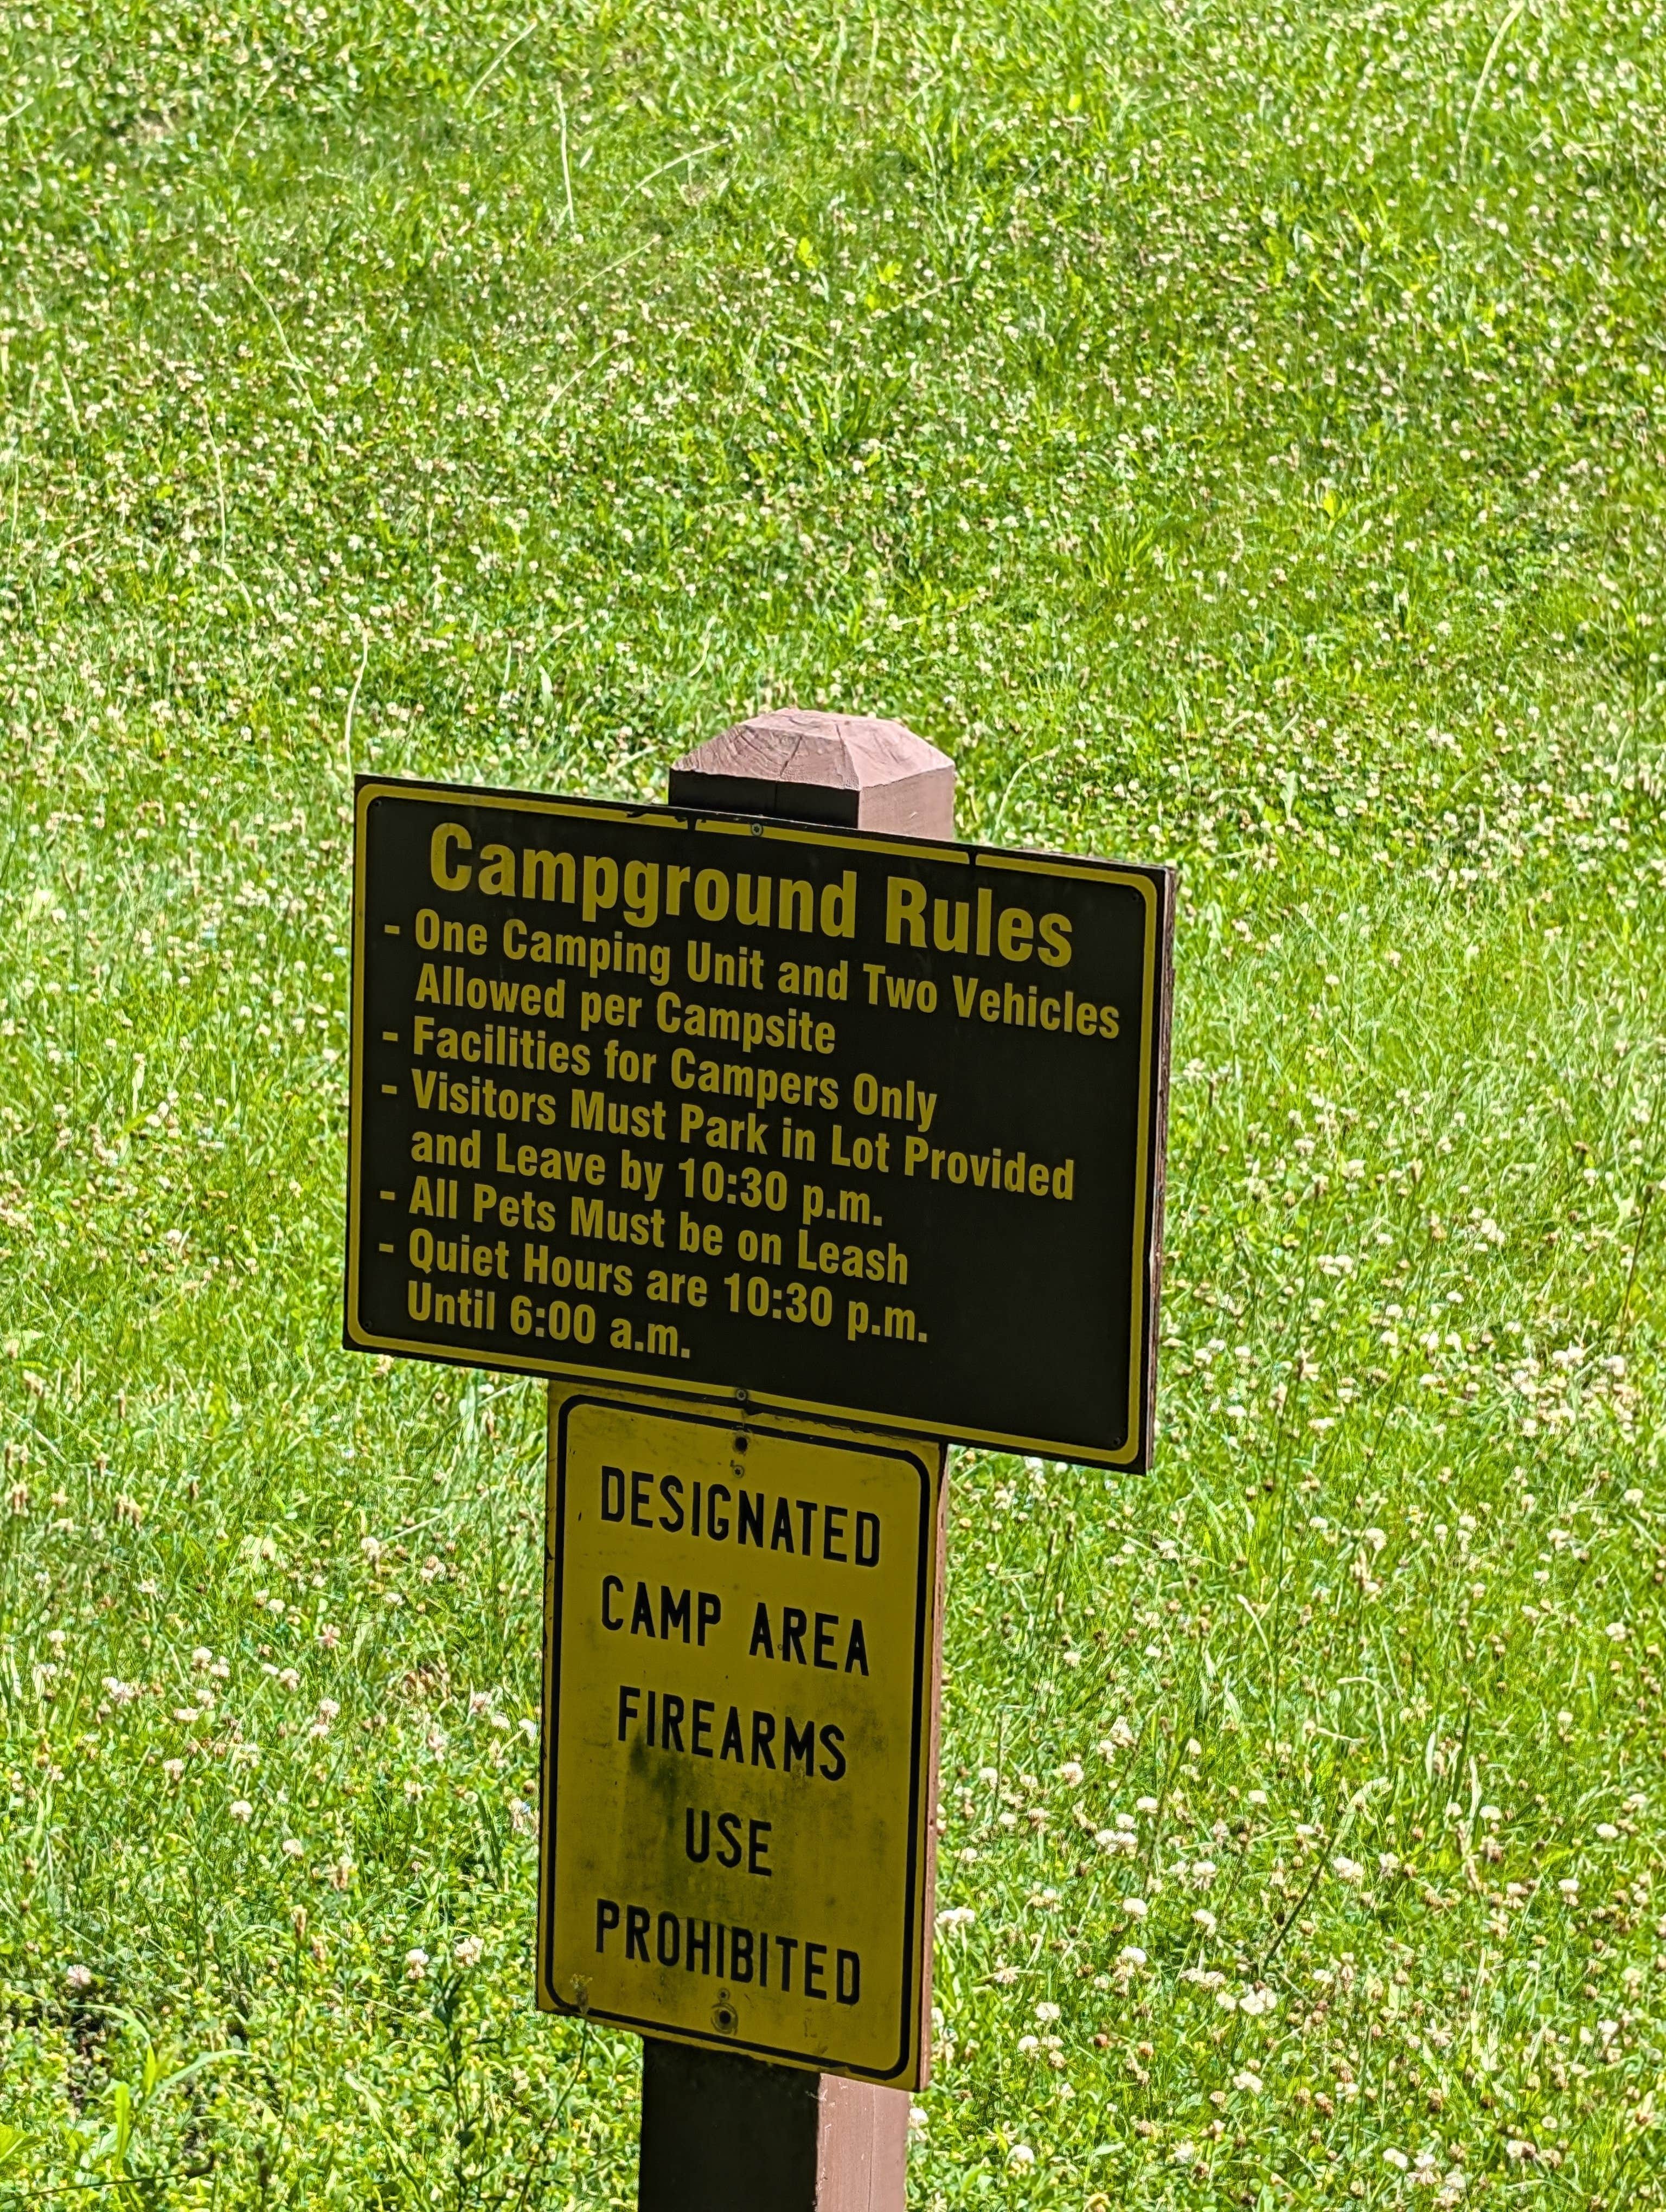 Campground Rules
- One Camping Unit and Two Vehicles
Allowed per Campsite
- Facilities for Campers Only
- Visitors Must Park in Lot Provided
and Leave by 10:30 p.m.
- All Pets Must be on Leash
- Quiet Hours are 10:30 p.m.
Until 6:00 a.m.
DESIGNATED
CAMP AREA
FIREARMS
USE
PROHIBITED